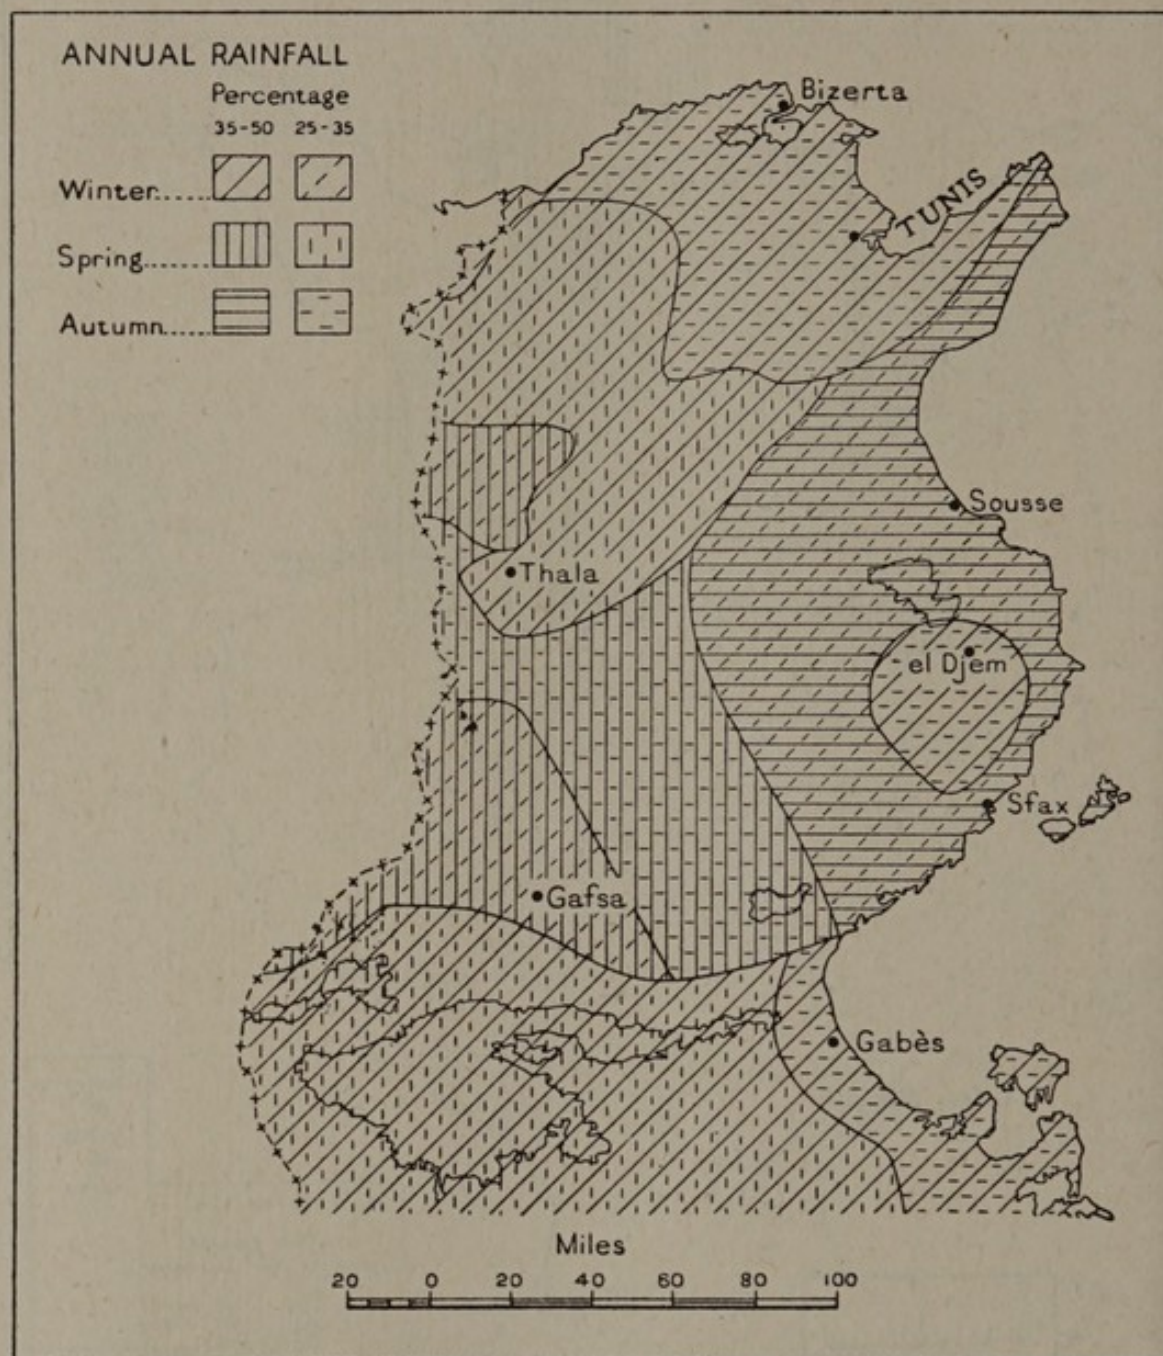 ANNUAL RAINFALL
Percentage
35-50 25-35
Winter......
Spring.......
Autumn.....
Bizerta
TUNIS
Sousse
Thala
el Djem
Sfax
Gafsa
Gabès
Miles
20 0 20 40 60 80 100